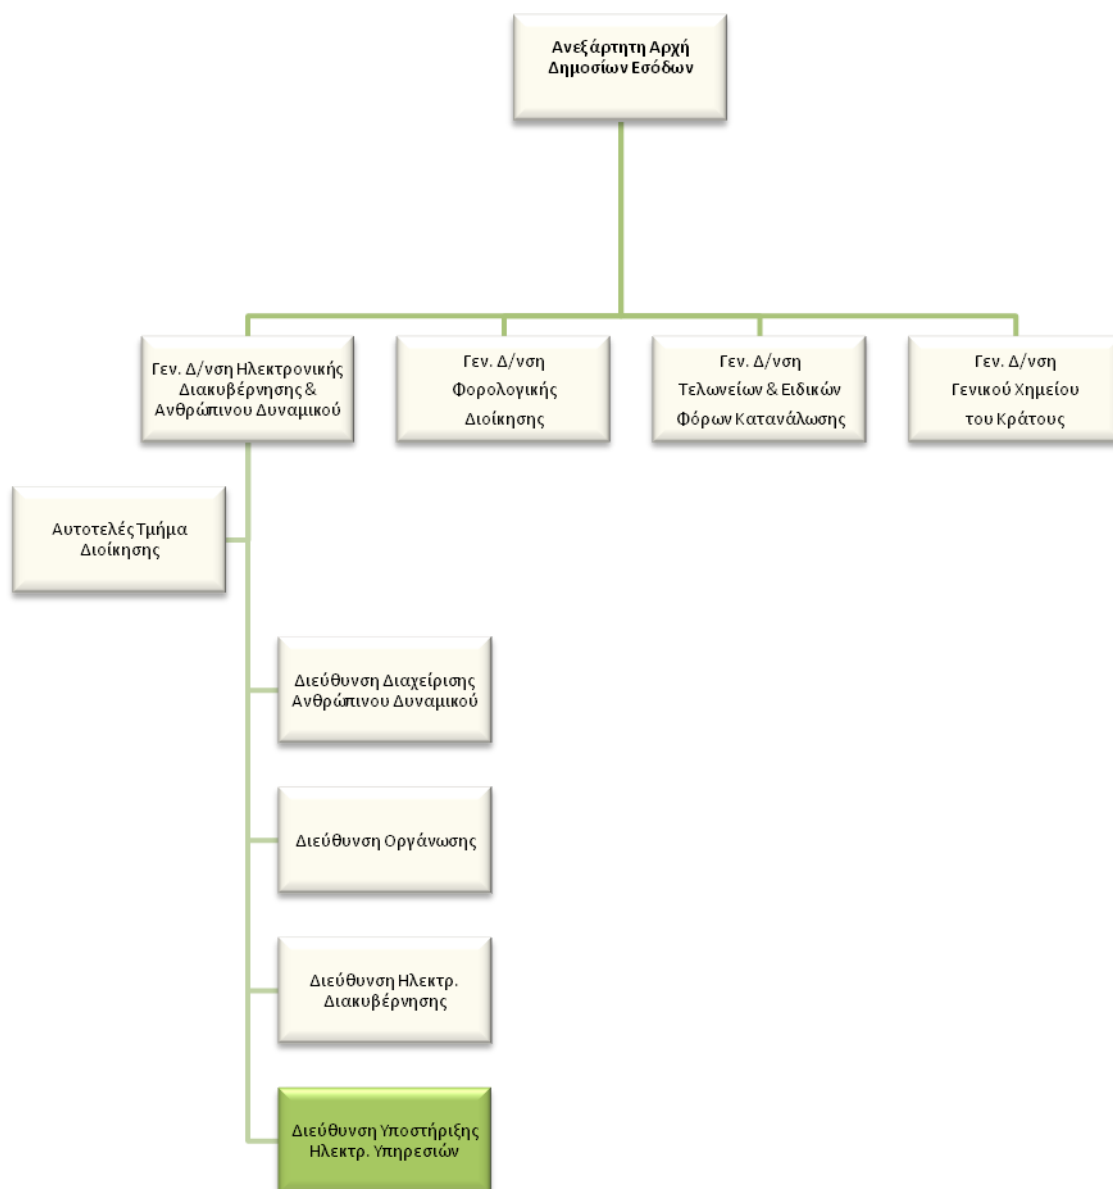 Ανεξάρτητη Αρχή
Δημοσίων Εσόδων
Γεν. Δ/νση Ηλεκτρονικής
Διακυβέρνησης &
Ανθρώπινου Δυναμικού
Γεν. Δ/νση
Φορολογικής
Διοίκησης
Γεν. Δ/νση
Τελωνείων & Ειδικών
Φόρων Κατανάλωσης
Γεν. Δ/νση
Γενικού Χημείου
του Κράτους
Αυτοτελές Τμήμα
Διοίκησης
Διεύθυνση Διαχείρισης
Ανθρώπινου Δυναμικού
Διεύθυνση Οργάνωσης
Διεύθυνση Ηλεκτρ.
Διακυβέρνησης
Διεύθυνση Υποστήριξης
Ηλεκτρ. Υπηρεσιών